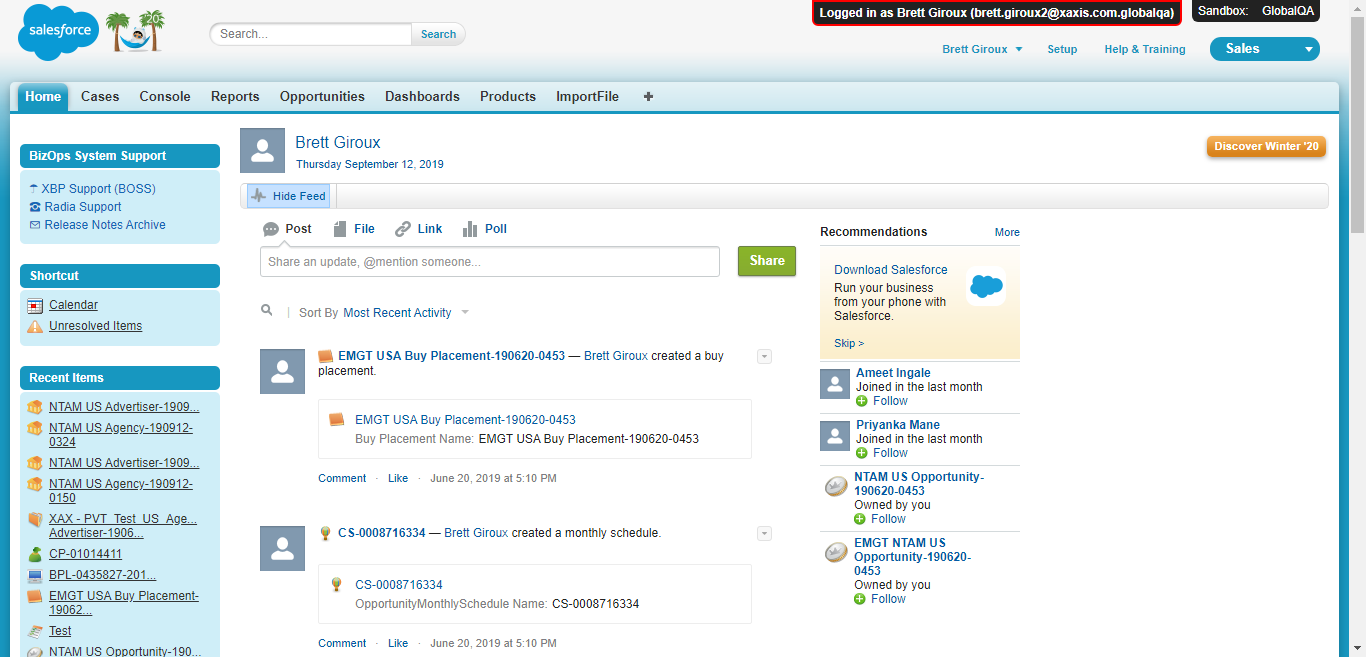 salesforce
20
Search...
Search
Logged in as Brett Giroux (brett.giroux2@xaxis.com.globalqa)
Sandbox: GlobalQA
Brett Giroux
Setup
Help & Training
Sales
Home
Cases
Console
Reports
Opportunities
Dashboards
Products
ImportFile
BizOps System Support
XBP Support (BOSS)
Radia Support
Release Notes Archive
Shortcut
Calendar
Unresolved Items
Recent Items
NTAM US Advertiser-1909...
NTAM US Agency-190912-
0324
NTAM US Advertiser-1909...
NTAM US Agency-190912-
0150
XAX - PVT_Test_US_Age...
Advertiser-1906...
CP-01014411
BPL-0435827-201...
EMGT USA Buy Placement-
19062...
Test
NTAM US Opportunity-190...
Brett Giroux
Thursday September 12, 2019
Discover Winter '20
Hide Feed
Post
File
Link
Poll
Share an update, @mention someone...
Share
Sort By Most Recent Activity
EMGT USA Buy Placement-190620-0453 — Brett Giroux created a buy
placement.
EMGT USA Buy Placement-190620-0453
Buy Placement Name: EMGT USA Buy Placement-190620-0453
Comment · Like · June 20, 2019 at 5:10 PM
CS-0008716334 — Brett Giroux created a monthly schedule.
CS-0008716334
OpportunityMonthlySchedule Name: CS-0008716334
Comment · Like · June 20, 2019 at 5:10 PM
Recommendations
More
Download Salesforce
Run your business
from your phone with
Salesforce.
Skip >
Ameet Ingale
Joined in the last month
Follow
Priyanka Mane
Joined in the last month
Follow
NTAM US Opportunity-
190620-0453
Owned by you
Follow
EMGT NTAM US
Opportunity-190620-
0453
Owned by you
Follow